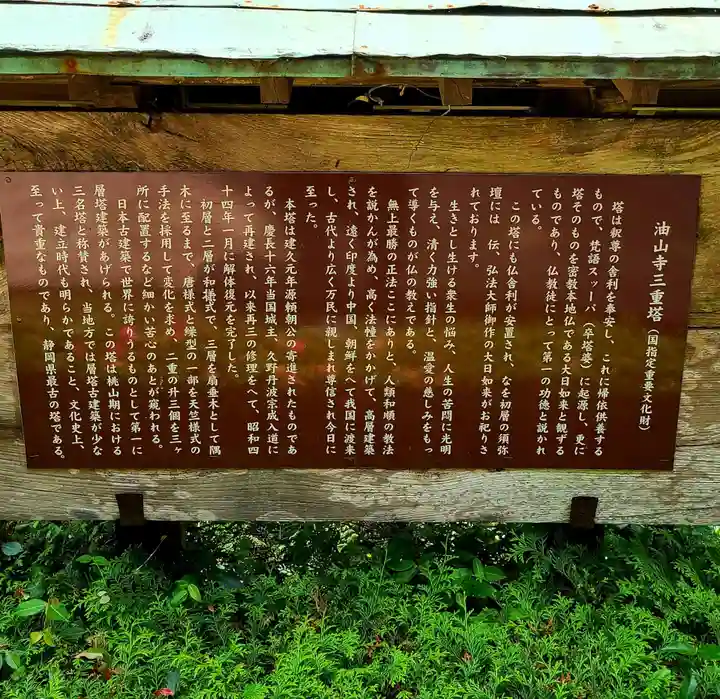 油山寺三重塔（国指定重要文化財）
塔は釈尊の舎利を奉安し、これに帰依供養する
もので、梵語スツーパ（卒塔婆）に起源し、更に
塔そのものを密教本地仏である大日如来と観ずる
ものであり、仏教徒にとって第一の功徳と説かれ
ている。
この塔にも仏舎利が安置され、なを初層の須弥
壇には 伝、弘法大師御作の大日如来がお祀りさ
れております。
生きとし生ける衆生の悩み、人生の苦悶に光明
を与え、清く力強い指針と、温愛の慈しみをもっ
て導くものが仏の教えである。
無上最勝の正法ここにありと、人類和順の教法
を説かんが為め、高く法幢をかかげて、高層建築
され、遠く印度より中国、朝鮮をへて我国に渡来
し、古代より広く万民に親しまれ尊信され今日に
至った。
本塔は建久元年源頼朝公の寄進されたものであ
るが、慶長十六年当国城主、久野丹波宗成入道に
よって再建され、以来再三の修理をへて、昭和四
十四年一月に解体復元を完了した。
初層と二層が和様式で、三層を扇垂木として隅
木に至るまで、唐様式と繰型の一部を天竺様式の
手法を採用して変化を求め、二重の升三個を三ヶ
所に配置するなど細かい苦心のあとが窺われる。
日本古建築で世界に誇りうるものとして第一に
層塔建築があげられる。この塔は桃山期における
三名塔と称賛され、当地方では層塔古建築が少な
い上、建立時代も明らかであること、文化史上、
至って貴重なものであり、静岡県最古の塔である。